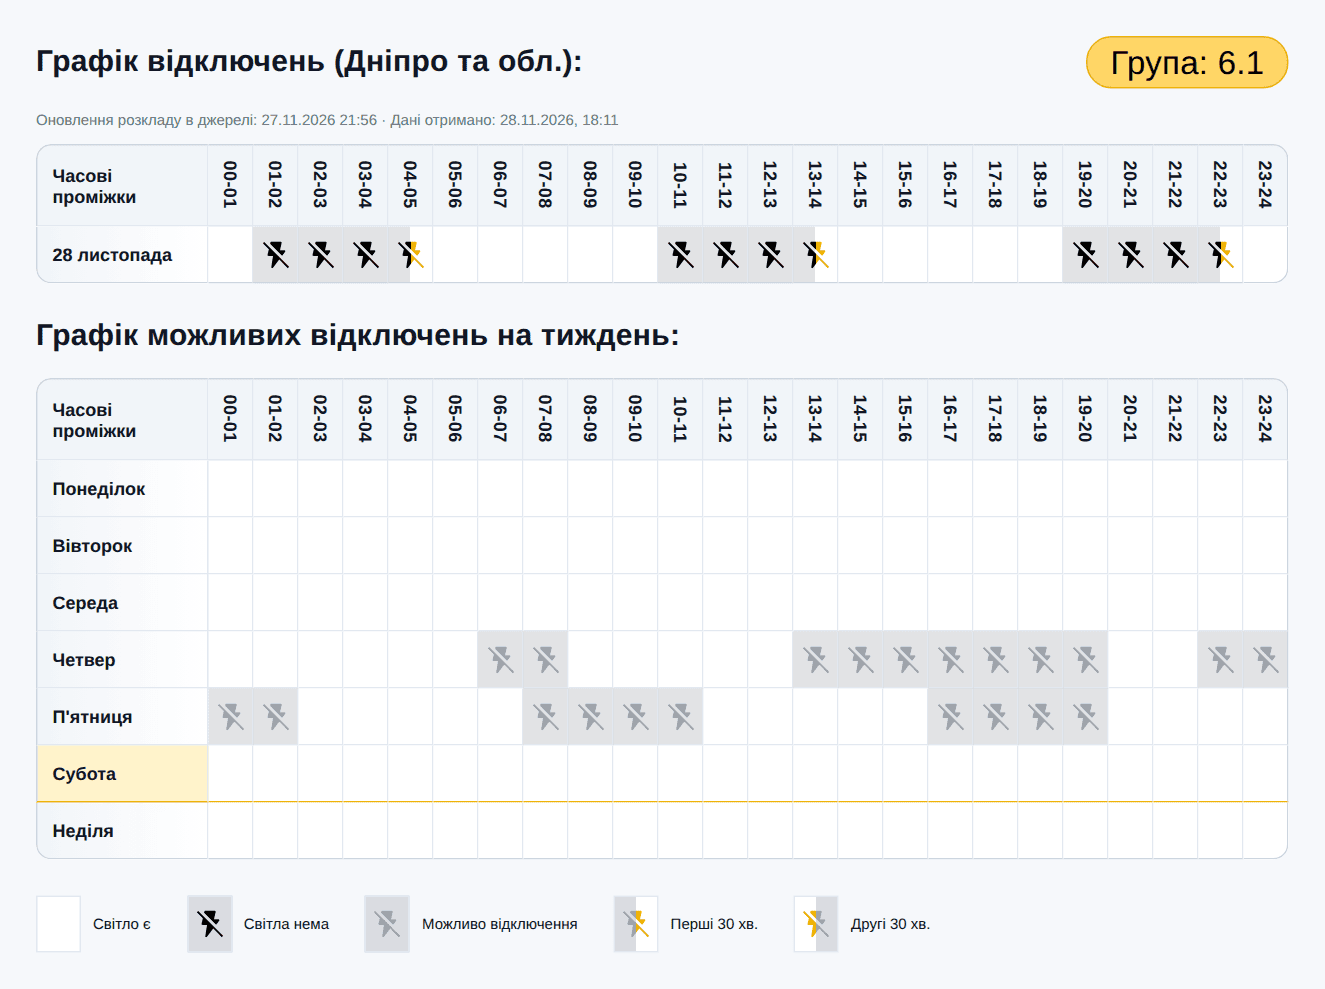 Графік відключень (Дніпро та обл.):
Група: 6.1
Оновлення розкладу в джерелі: 27.11.2026 21:56 · Дані отримано: 28.11.2026, 18:11
Часові проміжки 00-01 01-02 02-03 03-04 04-05 05-06 06-07 07-08 08-09 09-10 10-11 11-12 12-13 13-14 14-15 15-16 16-17 17-18 18-19 19-20 20-21 21-22 22-23 23-24
28 листопада
Графік можливих відключень на тиждень:
Часові проміжки 00-01 01-02 02-03 03-04 04-05 05-06 06-07 07-08 08-09 09-10 10-11 11-12 12-13 13-14 14-15 15-16 16-17 17-18 18-19 19-20 20-21 21-22 22-23 23-24
Понеділок
Вівторок
Середа
Четвер
П'ятниця
Субота
Неділя
Світло є Світла нема Можливо відключення Перші 30 хв. Другі 30 хв.